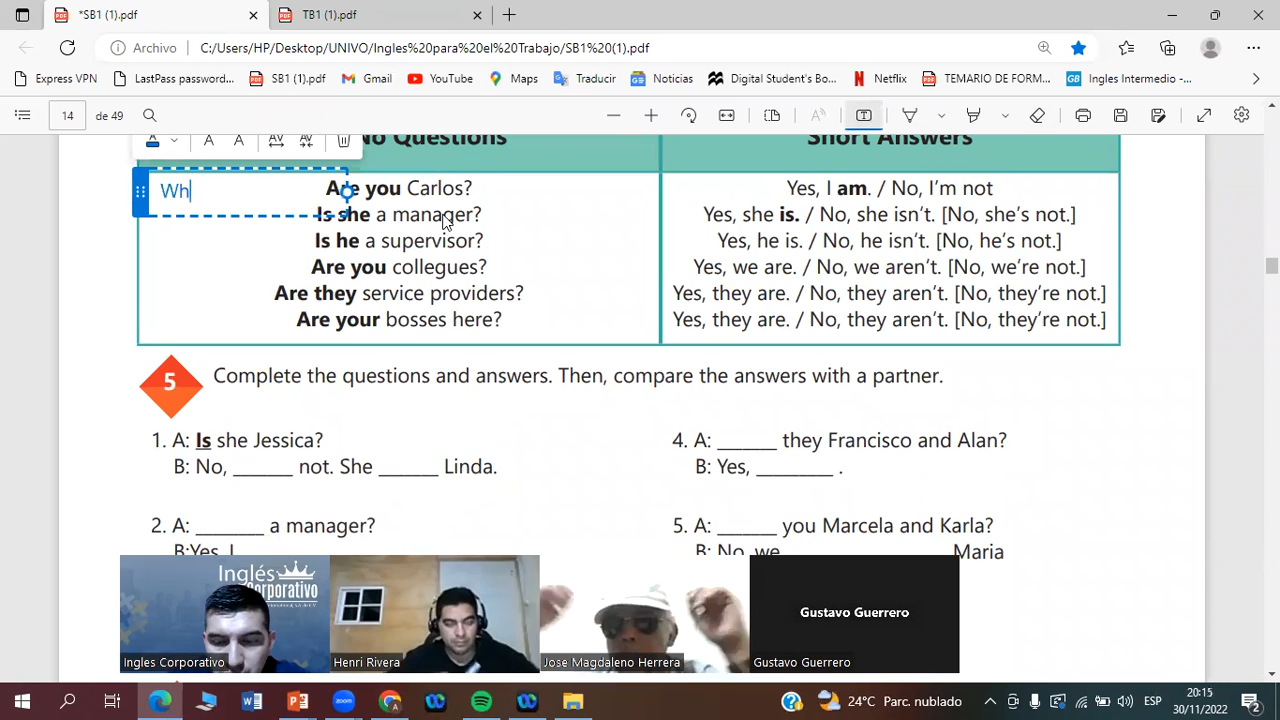 *SB1 (1).pdf
TB1 (1).pdf
Archivo
C:/Users/HP/Desktop/UNIVO/Ingles%20para%20el%20Trabajo/SB1%20(1).pdf
Express VPN
LastPass password...
SB1 (1).pdf
Gmail
YouTube
Maps
Traducir
Noticias
Digital Student's Bo...
Netflix
TEMARIO DE FORM...
Ingles Intermedio -...
14
de 49
No Questions
Short Answers
Wh
Are you Carlos?
Yes, I am. / No, I'm not
Is she a manager?
Yes, she is. / No, she isn't. [No, she's not.]
Is he a supervisor?
Yes, he is. / No, he isn't. [No, he's not.]
Are you collegues?
Yes, we are. / No, we aren't. [No, we're not.]
Are they service providers?
Yes, they are. / No, they aren't. [No, they're not.]
Are your bosses here?
Yes, they are. / No, they aren't. [No, they're not.]
5
Complete the questions and answers. Then, compare the answers with a partner.
1. A: Is she Jessica?
B: No, ______ not. She ______ Linda.
4. A: ______ they Francisco and Alan?
B: Yes, ________ .
2. A: _______ a manager?
B:Yes, I
5. A: ______ you Marcela and Karla?
B: No, we Maria
Inglés
Corporativo
Ingles Corporativo
Henri Rivera
Jose Magdaleno Herrera
Gustavo Guerrero
Gustavo Guerrero
24°C Parc. nublado
ESP
20:15
30/11/2022
2